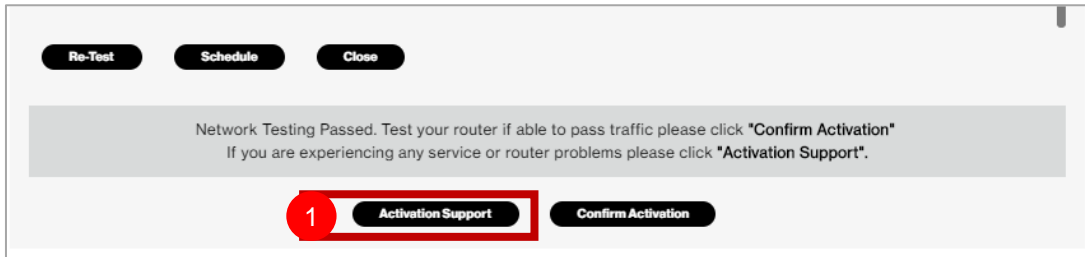 Re-Test Schedule Close
Network Testing Passed. Test your router if able to pass traffic please click "Confirm Activation"
If you are experiencing any service or router problems please click "Activation Support".
1 Activation Support Confirm Activation